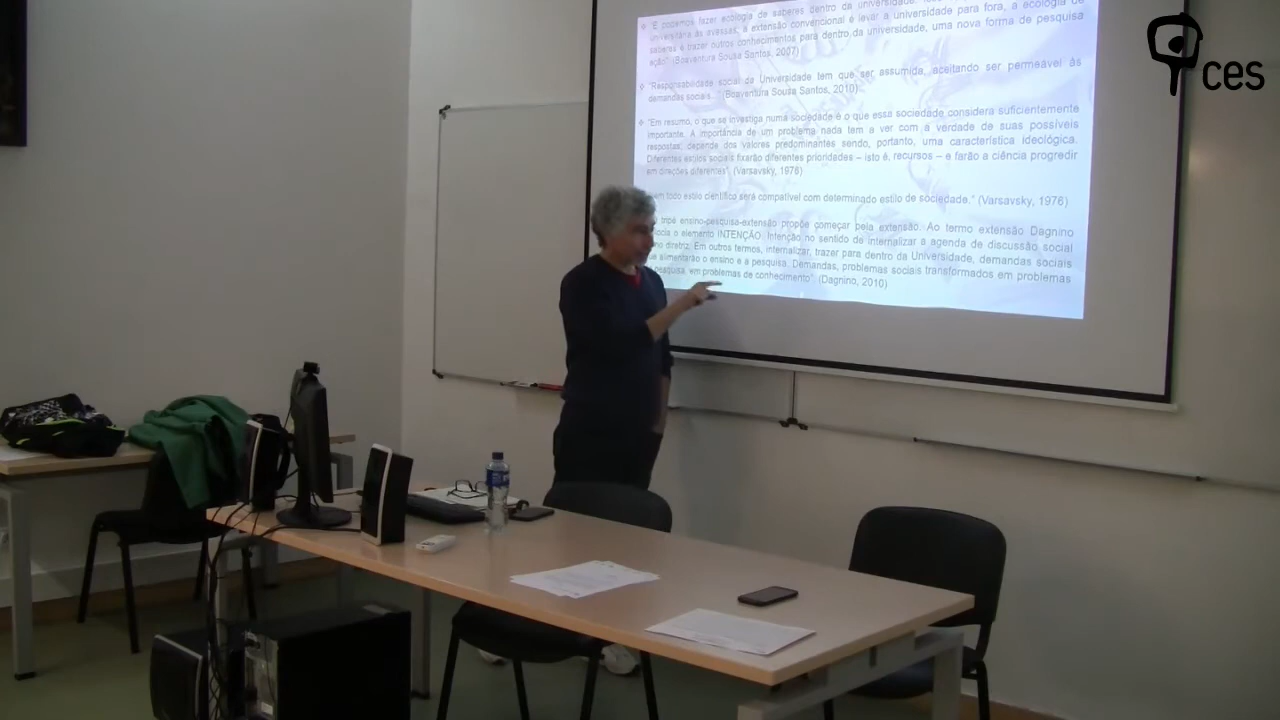 "E podemos fazer ecologia de saberes dentro da universidade.
universitária às avessas, a extensão convencional é levar a universidade para fora, a ecologia de
saberes é trazer outros conhecimentos para dentro da universidade, uma nova forma de pesquisa
ação" (Boaventura Sousa Santos, 2007)
"Responsabilidade social da Universidade tem que ser assumida, aceitando ser permeável às
demandas sociais..." (Boaventura Sousa Santos, 2010)
"Em resumo, o que se investiga numa sociedade é o que essa sociedade considera suficientemente
importante. A importância de um problema nada tem a ver com a verdade de suas possíveis
respostas; depende dos valores predominantes sendo, portanto, uma característica ideológica.
Diferentes estilos sociais fixarão diferentes prioridades – isto é, recursos – e farão a ciência progredir
em direções diferentes". (Varsavsky, 1976)
todo estilo científico será compatível com determinado estilo de sociedade." (Varsavsky, 1976)
tripé ensino-pesquisa-extensão propõe começar pela extensão. Ao termo extensão Dagnino
o elemento INTENÇÃO. Intenção no sentido de internalizar a agenda de discussão social
diretriz. Em outros termos, internalizar, trazer para dentro da Universidade, demandas sociais
alimentarão o ensino e a pesquisa. Demandas, problemas sociais transformados em problemas
pesquisa, em problemas de conhecimento". (Dagnino, 2010)
ces